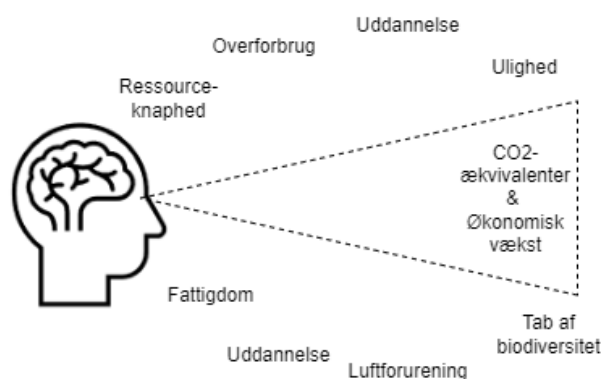 Uddannelse
Overforbrug
Ulighed
Ressource-
knaphed
CO2-
ækvivalenter
&
Økonomisk
vækst
Fattigdom
Tab af
biodiversitet
Uddannelse
Luftforurening